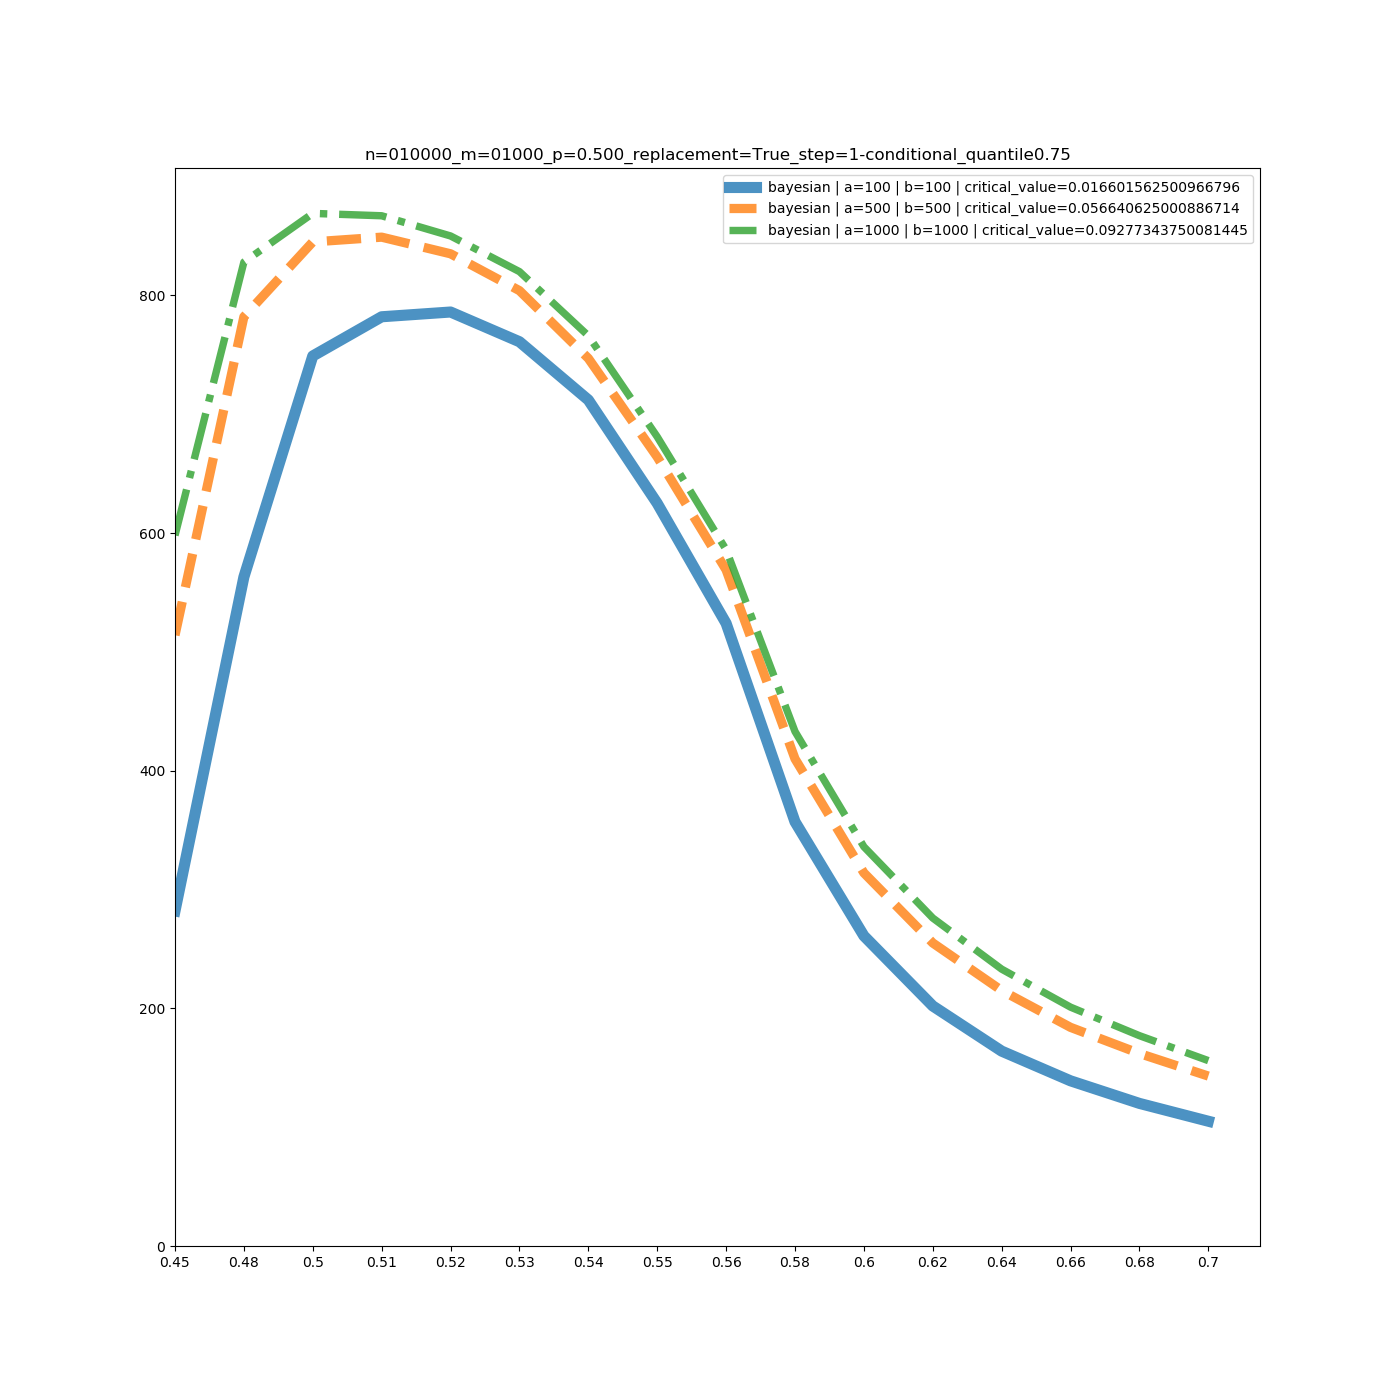 n=010000_m=01000_p=0.500_replacement=True_step=1-conditional_quantile0.75
bayesian | a=100 | b=100 | critical_value=0.016601562500966796
bayesian | a=500 | b=500 | critical_value=0.056640625000886714
bayesian | a=1000 | b=1000 | critical_value=0.09277343750081445
800
600
400
200
0
0.45 0.48 0.5 0.51 0.52 0.53 0.54 0.55 0.56 0.58 0.6 0.62 0.64 0.66 0.68 0.7